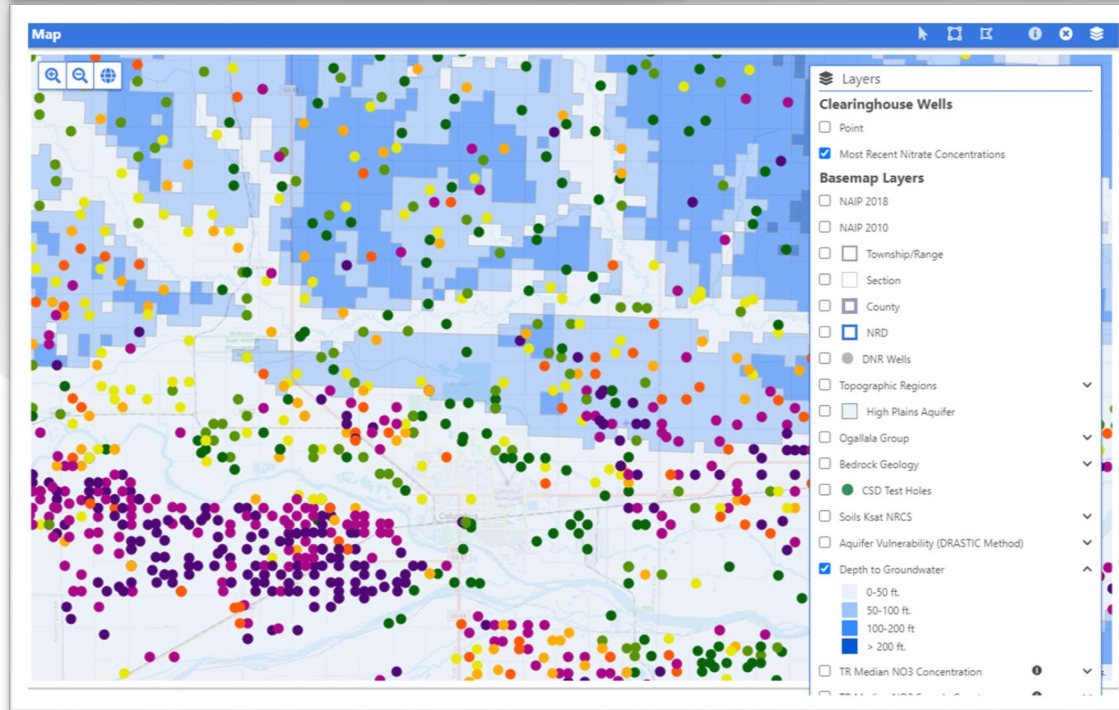 Map
Layers
Clearinghouse Wells
Point
Most Recent Nitrate Concentrations
Basemap Layers
NAIP 2018
NAIP 2010
Township/Range
Section
County
NRD
DNR Wells
Topographic Regions
High Plains Aquifer
Ogallala Group
Bedrock Geology
CSD Test Holes
Soils Ksat NRCS
Aquifer Vulnerability (DRASTIC Method)
Depth to Groundwater
0-50 ft.
50-100 ft.
100-200 ft
> 200 ft.
TR Median NO3 Concentration